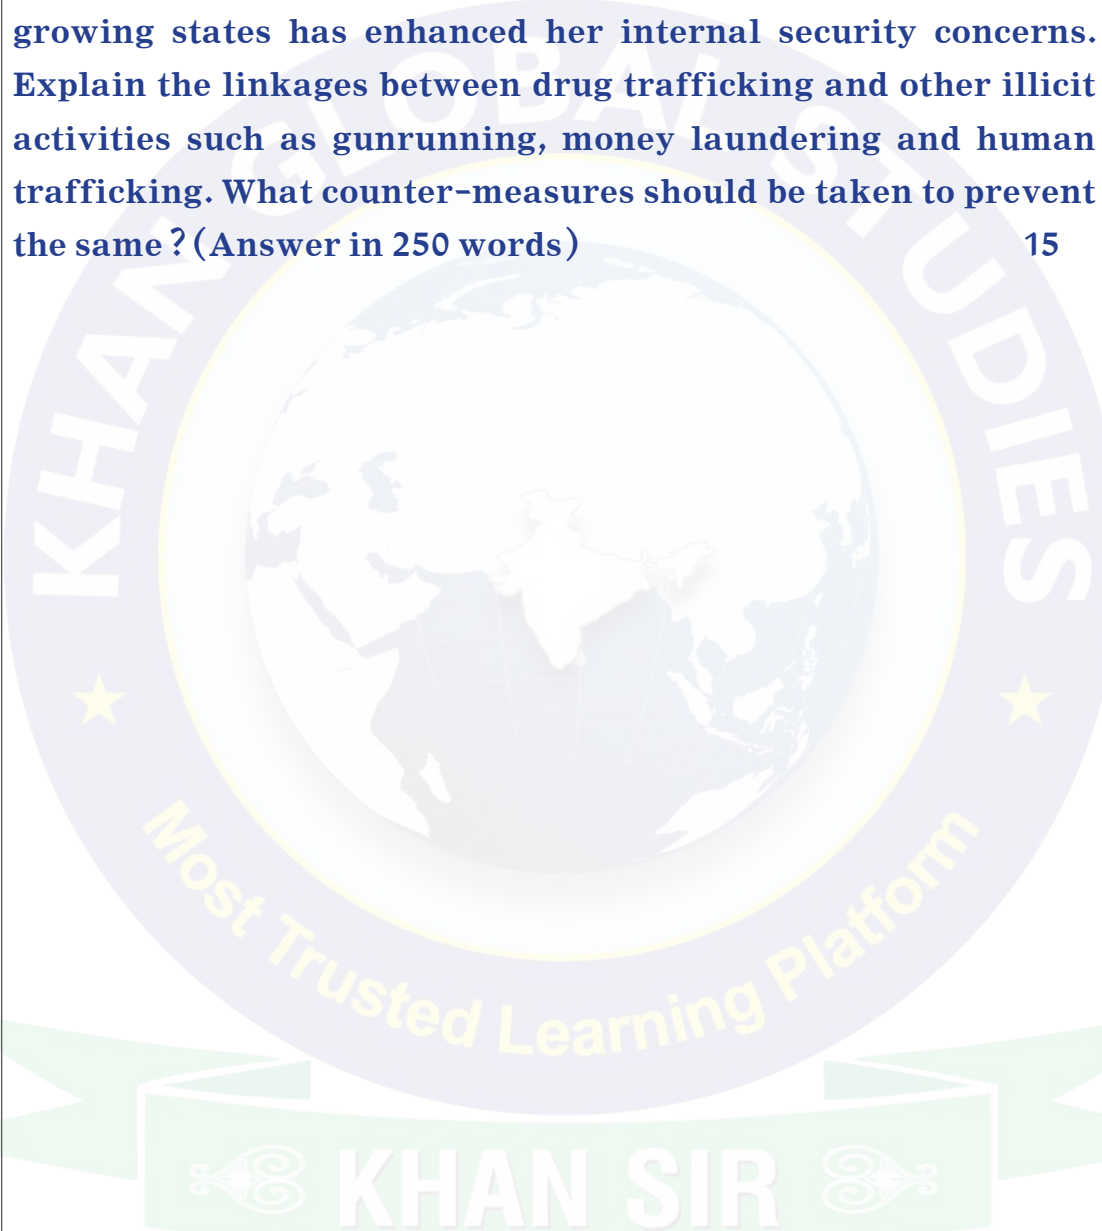 growing states has enhanced her internal security concerns.
Explain the linkages between drug trafficking and other illicit
activities such as gunrunning, money laundering and human
trafficking. What counter-measures should be taken to prevent
the same ? (Answer in 250 words) 15
KHAN GLOBAL STUDIES
Most Trusted Learning Platform
KHAN SIR